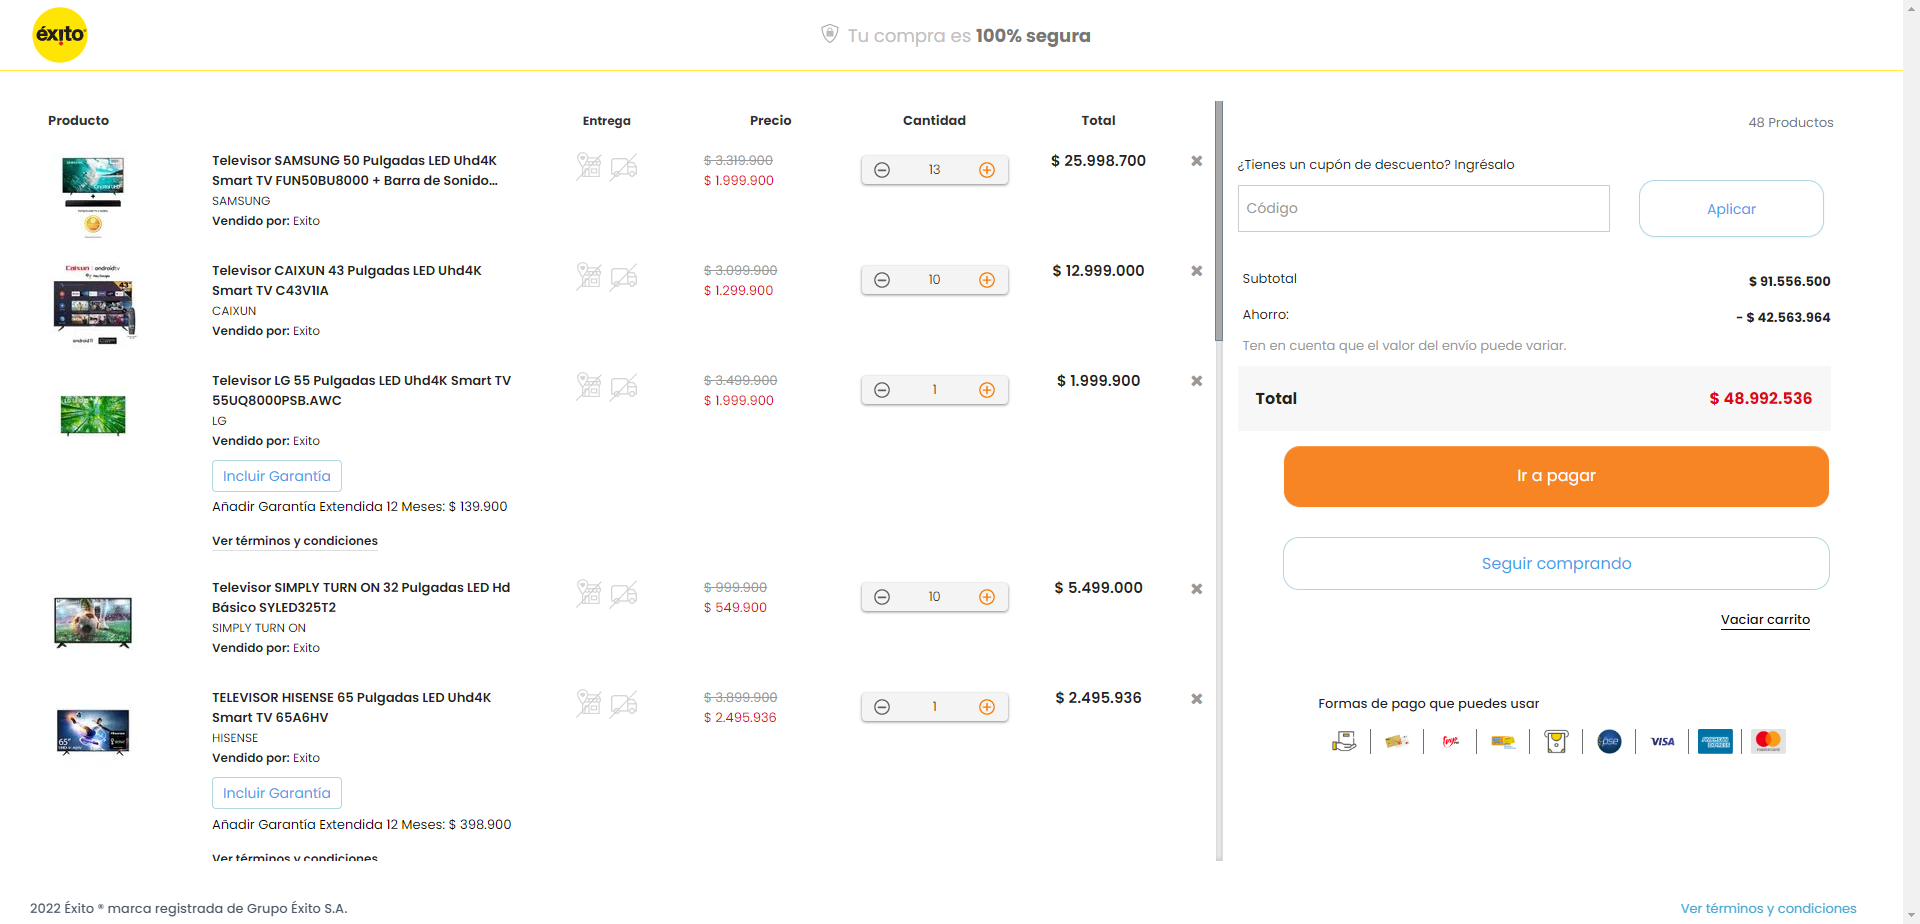 éxito
Tu compra es 100% segura
Producto
Entrega
Precio
Cantidad
Total
Televisor SAMSUNG 50 Pulgadas LED Uhd4K
Smart TV FUN50BU8000 + Barra de Sonido...
SAMSUNG
Vendido por: Exito
$ 3.319.900
$ 1.999.900
13
$ 25.998.700
Televisor CAIXUN 43 Pulgadas LED Uhd4K
Smart TV C43V1IA
CAIXUN
Vendido por: Exito
$ 3.099.900
$ 1.299.900
10
$ 12.999.000
Televisor LG 55 Pulgadas LED Uhd4K Smart TV
55UQ8000PSB.AWC
LG
Vendido por: Exito
Incluir Garantía
Añadir Garantía Extendida 12 Meses: $ 139.900
Ver términos y condiciones
$ 3.499.900
$ 1.999.900
1
$ 1.999.900
Televisor SIMPLY TURN ON 32 Pulgadas LED Hd
Básico SYLED325T2
SIMPLY TURN ON
Vendido por: Exito
$ 999.900
$ 549.900
10
$ 5.499.000
TELEVISOR HISENSE 65 Pulgadas LED Uhd4K
Smart TV 65A6HV
HISENSE
Vendido por: Exito
Incluir Garantía
Añadir Garantía Extendida 12 Meses: $ 398.900
Ver términos y condiciones
$ 3.899.900
$ 2.495.936
1
$ 2.495.936
48 Productos
¿Tienes un cupón de descuento? Ingrésalo
Código
Aplicar
Subtotal
$ 91.556.500
Ahorro:
- $ 42.563.964
Ten en cuenta que el valor del envío puede variar.
Total
$ 48.992.536
Ir a pagar
Seguir comprando
Vaciar carrito
Formas de pago que puedes usar
pse
VISA
AMERICAN EXPRESS
2022 Éxito ® marca registrada de Grupo Éxito S.A.
Ver términos y condiciones